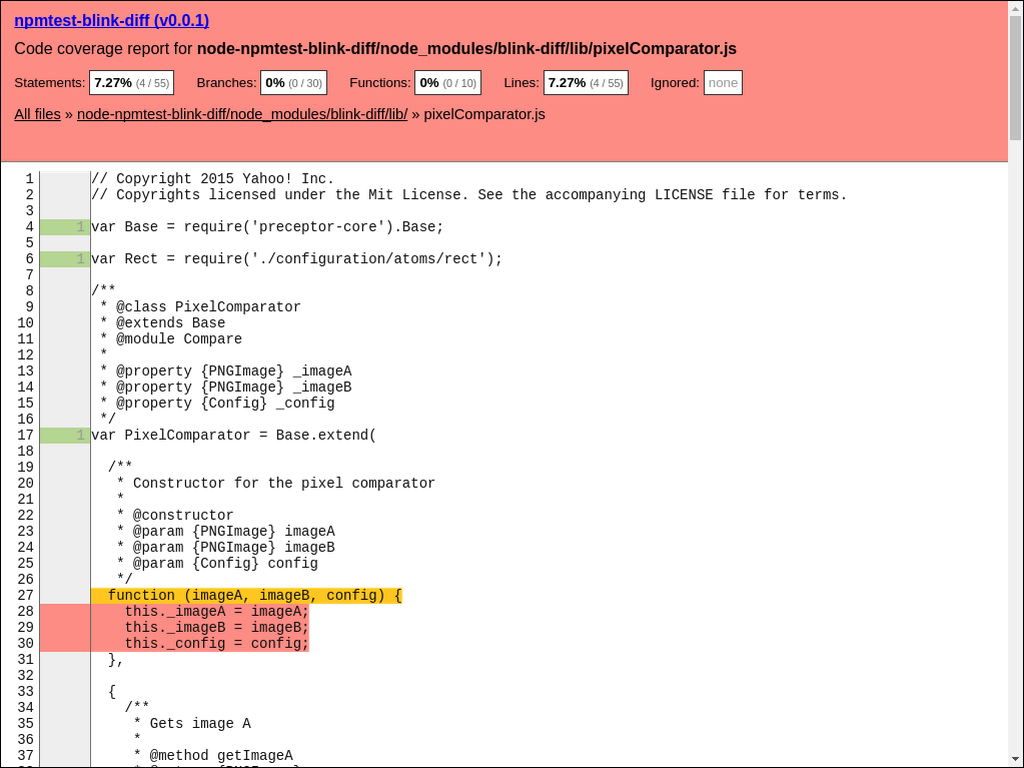 npmtest-blink-diff (v0.0.1)
Code coverage report for node-npmtest-blink-diff/node_modules/blink-diff/lib/pixelComparator.js
Statements: 7.27% (4 / 55) Branches: 0% (0 / 30) Functions: 0% (0 / 10) Lines: 7.27% (4 / 55) Ignored: none
All files » node-npmtest-blink-diff/node_modules/blink-diff/lib/ » pixelComparator.js
1 // Copyright 2015 Yahoo! Inc.
2 // Copyrights licensed under the Mit License. See the accompanying LICENSE file for terms.
3
4 1 var Base = require('preceptor-core').Base;
5
6 1 var Rect = require('./configuration/atoms/rect');
7
8 /**
9  * @class PixelComparator
10  * @extends Base
11  * @module Compare
12  *
13  * @property {PNGImage} _imageA
14  * @property {PNGImage} _imageB
15  * @property {Config} _config
16  */
17 1 var PixelComparator = Base.extend(
18
19   /**
20    * Constructor for the pixel comparator
21    *
22    * @constructor
23    * @param {PNGImage} imageA
24    * @param {PNGImage} imageB
25    * @param {Config} config
26    */
27   function (imageA, imageB, config) {
28     this._imageA = imageA;
29     this._imageB = imageB;
30     this._config = config;
31   },
32
33   {
34     /**
35      * Gets image A
36      *
37      * @method getImageA